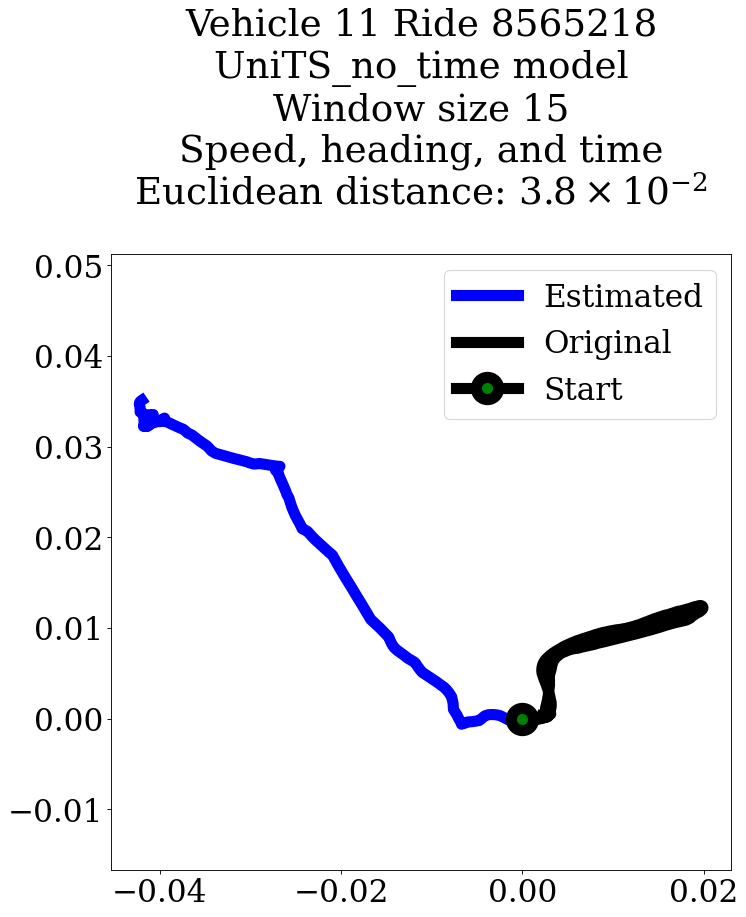 Vehicle 11 Ride 8565218
UniTS_no_time model
Window size 15
Speed, heading, and time
Euclidean distance: 3.8 × 10⁻²
Estimated
Original
Start
0.05
0.04
0.03
0.02
0.01
0.00
−0.01
−0.04
−0.02
0.00
0.02